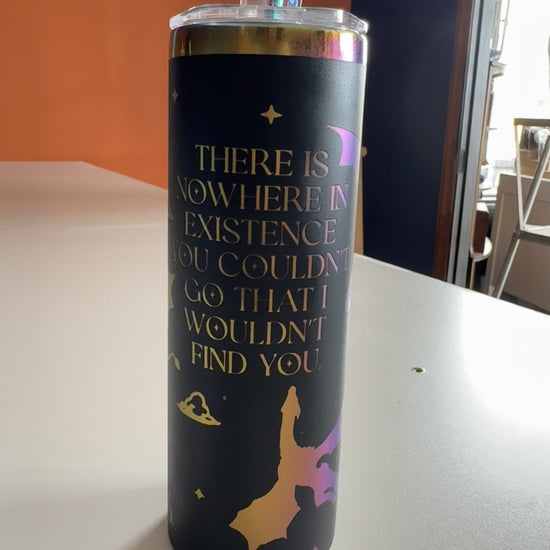 THERE IS
NOWHERE IN
EXISTENCE
YOU COULDN'T
GO THAT I
WOULDN'T
FIND YOU.